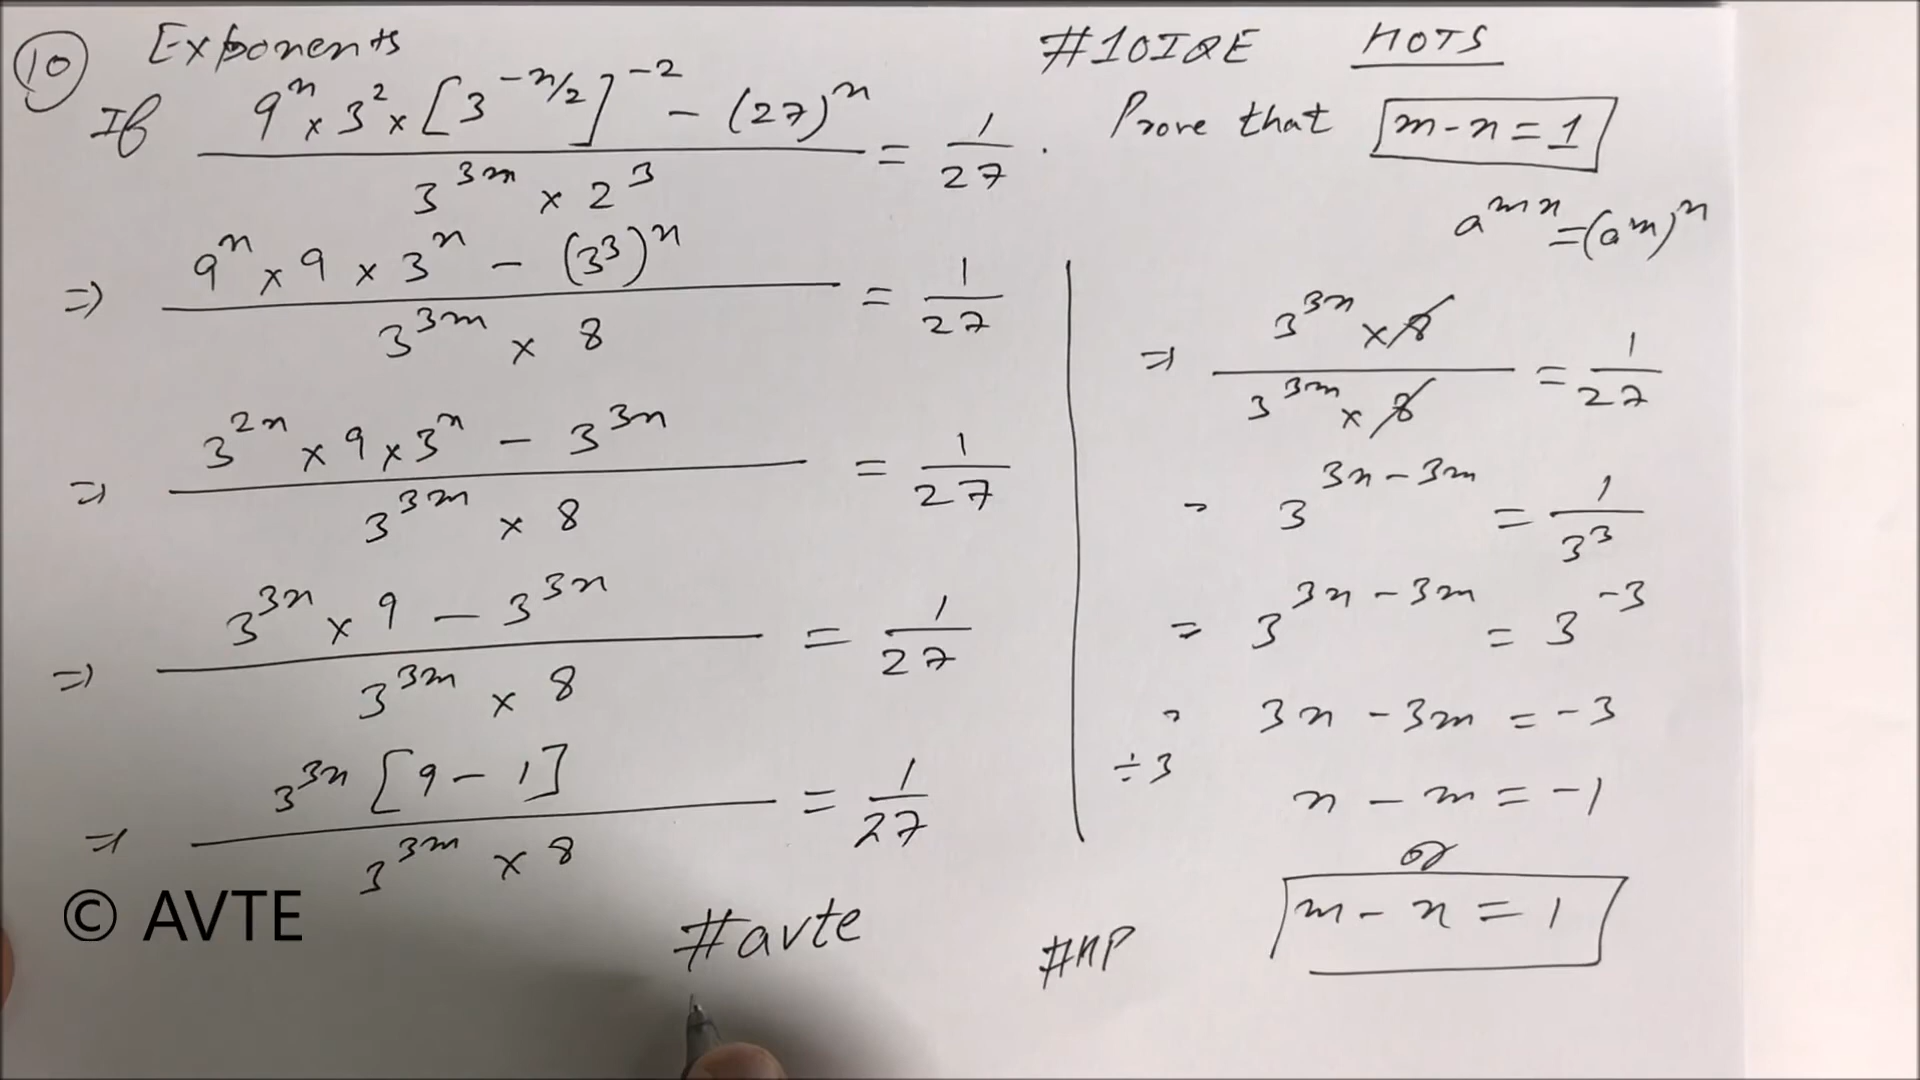 10 Exponents
#10IQE HOTS
If (9^n × 3^2 × [3^(-n/2)]^-2 - (27)^n) / (3^3m × 2^3) = 1/27 . Prove that m - n = 1
a^mn = (a^m)^n
=> (9^n × 9 × 3^n - (3^3)^n) / (3^3m × 8) = 1/27
=> (3^2n × 9 × 3^n - 3^3n) / (3^3m × 8) = 1/27
=> (3^3n × 9 - 3^3n) / (3^3m × 8) = 1/27
=> 3^3n [9 - 1] / (3^3m × 8) = 1/27
=> (3^3n × 8) / (3^3m × 8) = 1/27
= 3^(3n - 3m) = 1/3^3
= 3^(3n - 3m) = 3^-3
= 3n - 3m = -3
÷3 n - m = -1
or
m - n = 1
© AVTE
#avte
#HP